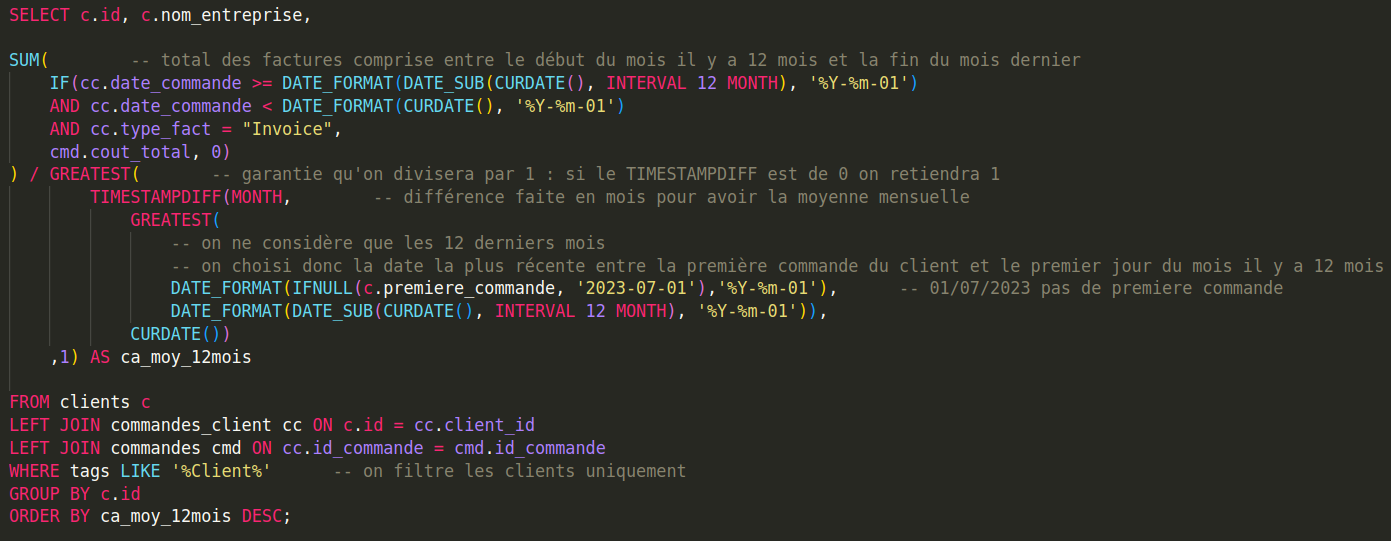 SELECT c.id, c.nom_entreprise,
SUM(        -- total des factures comprise entre le début du mois il y a 12 mois et la fin du mois dernier
    IF(cc.date_commande >= DATE_FORMAT(DATE_SUB(CURDATE(), INTERVAL 12 MONTH), '%Y-%m-01')
    AND cc.date_commande < DATE_FORMAT(CURDATE(), '%Y-%m-01')
    AND cc.type_fact = "Invoice",
    cmd.cout_total, 0)
) / GREATEST(       -- garantie qu'on divisera par 1 : si le TIMESTAMPDIFF est de 0 on retiendra 1
        TIMESTAMPDIFF(MONTH,        -- différence faite en mois pour avoir la moyenne mensuelle
            GREATEST(
                -- on ne considère que les 12 derniers mois
                -- on choisi donc la date la plus récente entre la première commande du client et le premier jour du mois il y a 12 mois
                DATE_FORMAT(IFNULL(c.premiere_commande, '2023-07-01'),'%Y-%m-01'),      -- 01/07/2023 pas de premiere commande
                DATE_FORMAT(DATE_SUB(CURDATE(), INTERVAL 12 MONTH), '%Y-%m-01')),
            CURDATE())
    ,1) AS ca_moy_12mois
FROM clients c
LEFT JOIN commandes_client cc ON c.id = cc.client_id
LEFT JOIN commandes cmd ON cc.id_commande = cmd.id_commande
WHERE tags LIKE '%Client%'      -- on filtre les clients uniquement
GROUP BY c.id
ORDER BY ca_moy_12mois DESC;